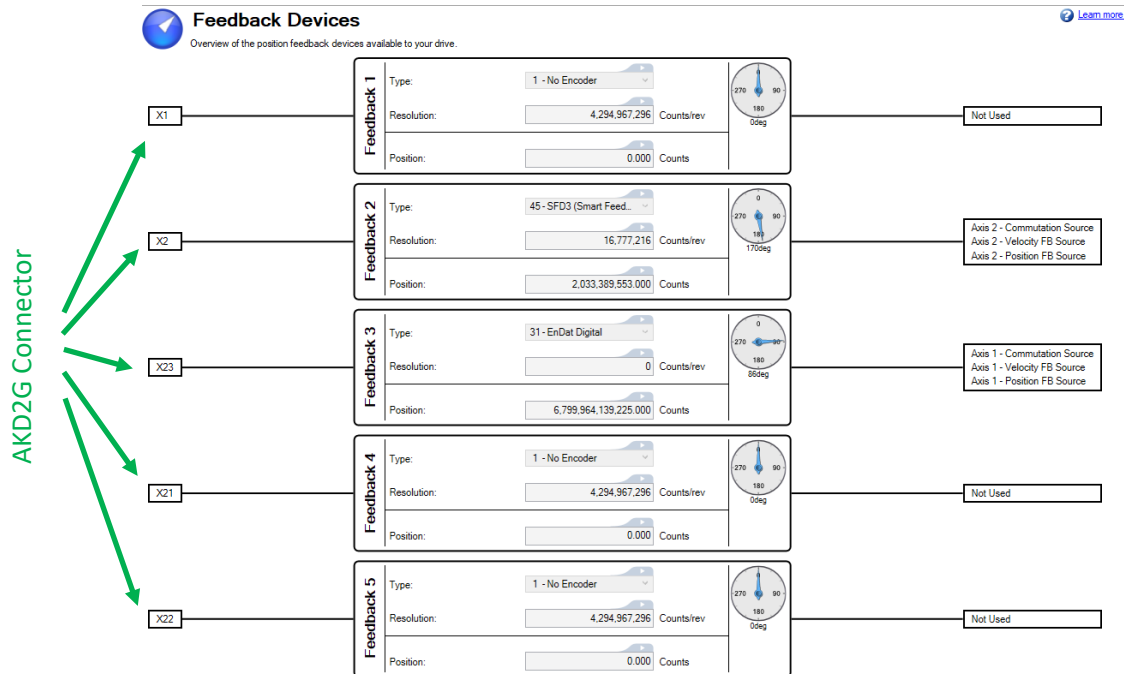 Feedback Devices
Learn more
Overview of the position feedback devices available to your drive.
AKD2G Connector
X1
Feedback 1
Type:
1 - No Encoder
Resolution:
4,294,967,296 Counts/rev
Position:
0.000 Counts
0
270
90
180
0deg
Not Used
X2
Feedback 2
Type:
45 - SFD3 (Smart Feed..
Resolution:
16,777,216 Counts/rev
Position:
2,033,389,553.000 Counts
0
270
90
180
170deg
Axis 2 - Commutation Source
Axis 2 - Velocity FB Source
Axis 2 - Position FB Source
X23
Feedback 3
Type:
31 - EnDat Digital
Resolution:
0 Counts/rev
Position:
6,799,964,139,225.000 Counts
0
270
90
180
86deg
Axis 1 - Commutation Source
Axis 1 - Velocity FB Source
Axis 1 - Position FB Source
X21
Feedback 4
Type:
1 - No Encoder
Resolution:
4,294,967,296 Counts/rev
Position:
0.000 Counts
0
270
90
180
0deg
Not Used
X22
Feedback 5
Type:
1 - No Encoder
Resolution:
4,294,967,296 Counts/rev
Position:
0.000 Counts
0
270
90
180
0deg
Not Used